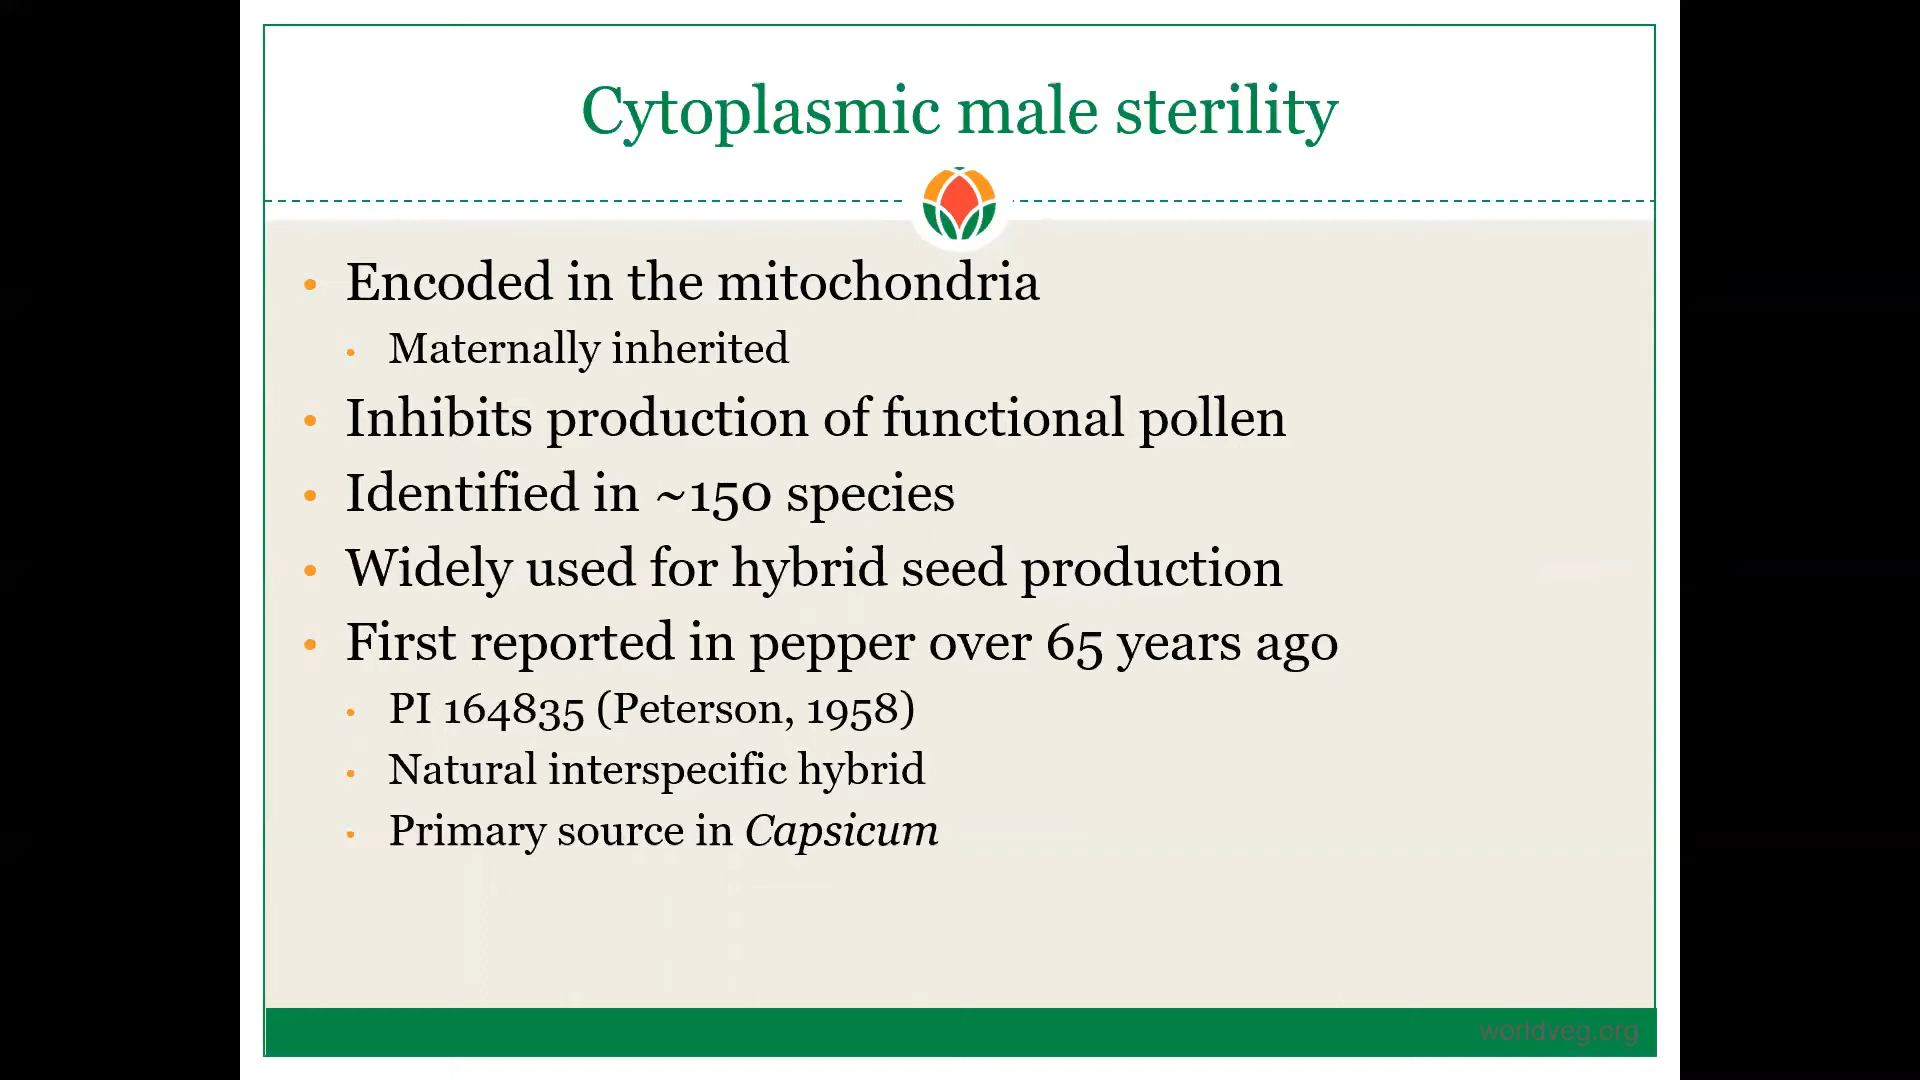 Cytoplasmic male sterility
• Encoded in the mitochondria
• Maternally inherited
• Inhibits production of functional pollen
• Identified in ~150 species
• Widely used for hybrid seed production
• First reported in pepper over 65 years ago
• PI 164835 (Peterson, 1958)
• Natural interspecific hybrid
• Primary source in Capsicum
worldveg.org